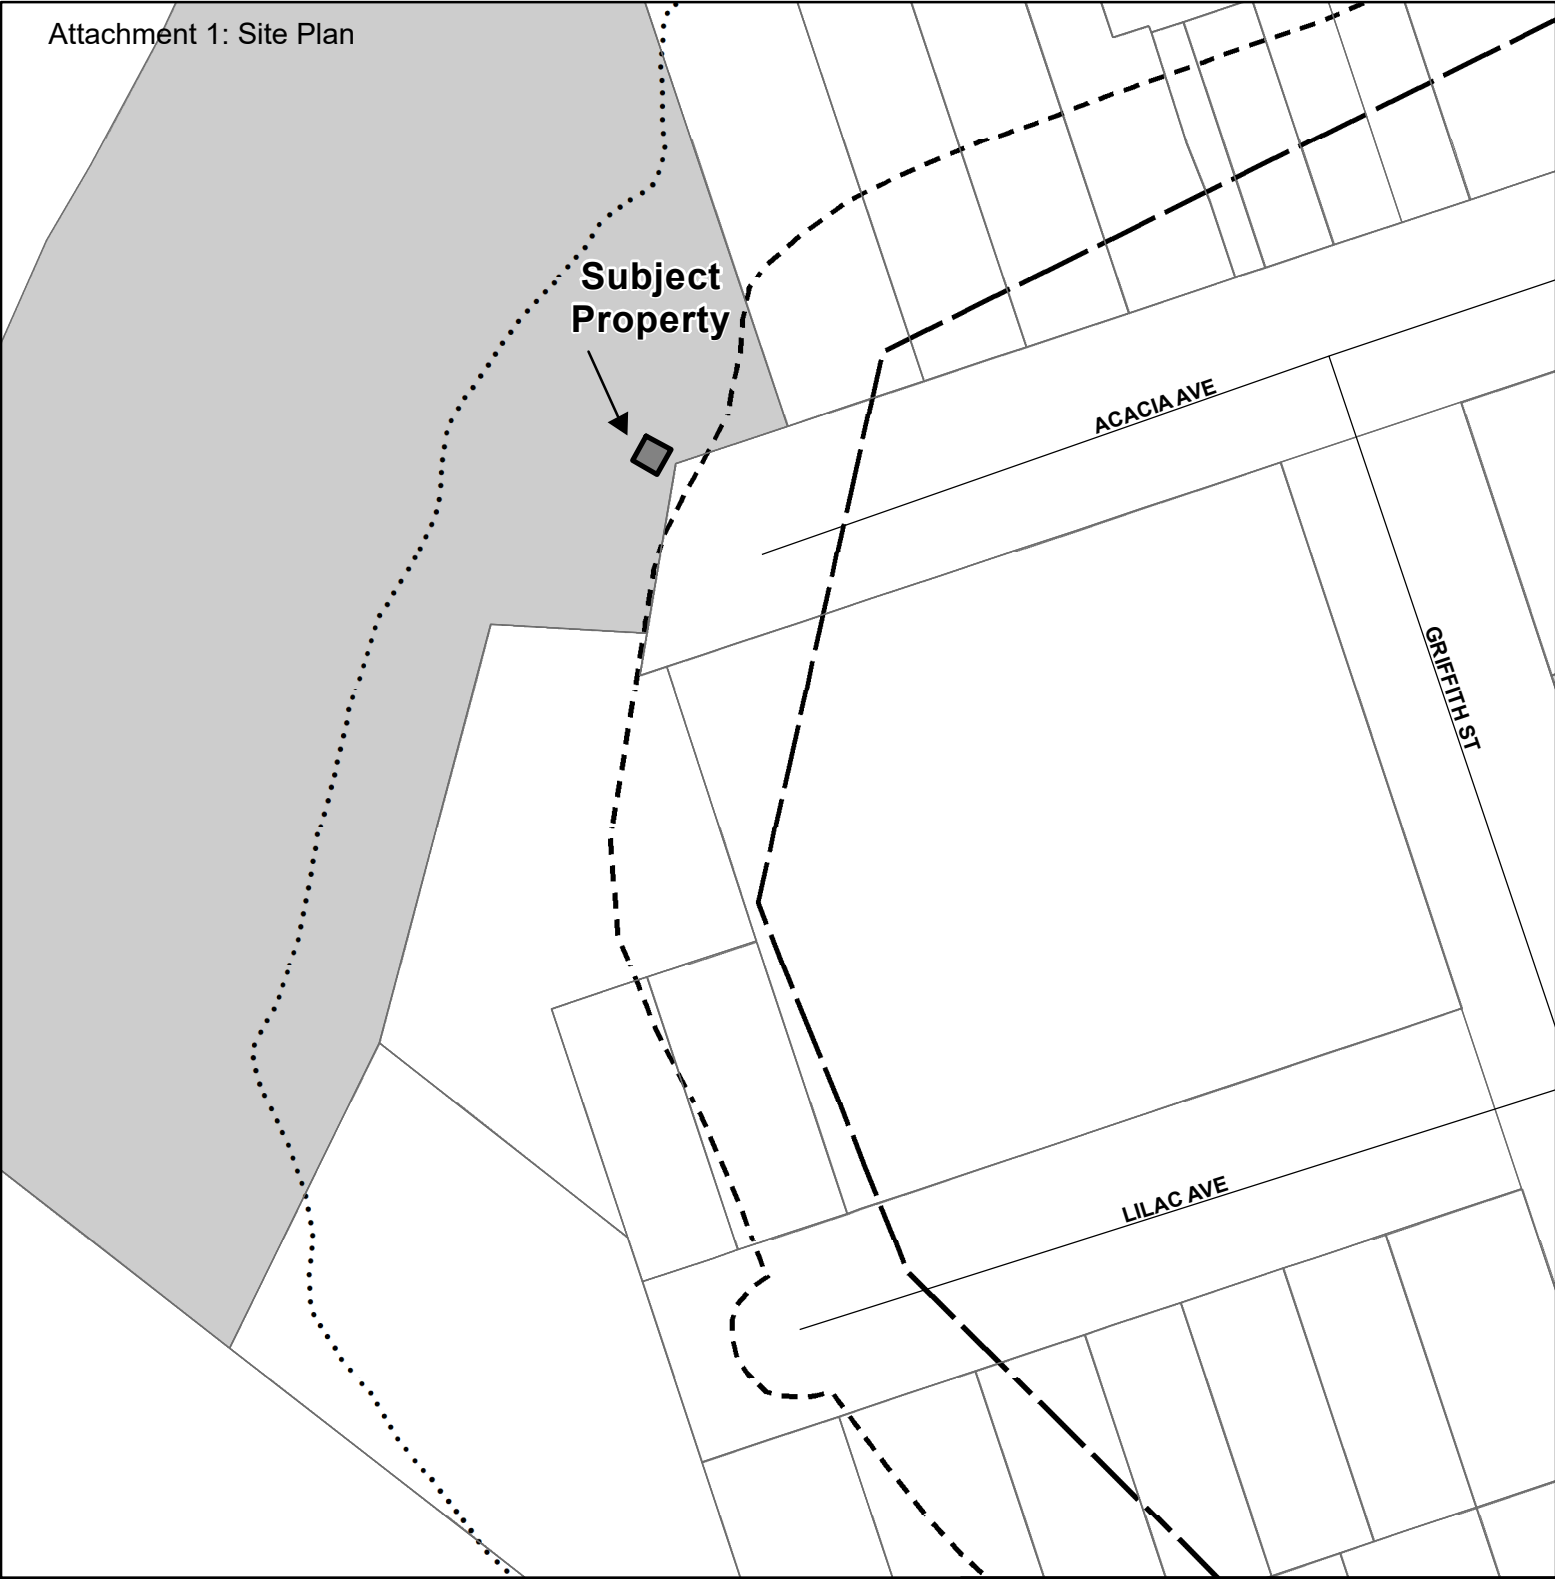 Attachment 1: Site Plan
Subject
Property
ACACIA AVE
GRIFFITH ST
LILAC AVE